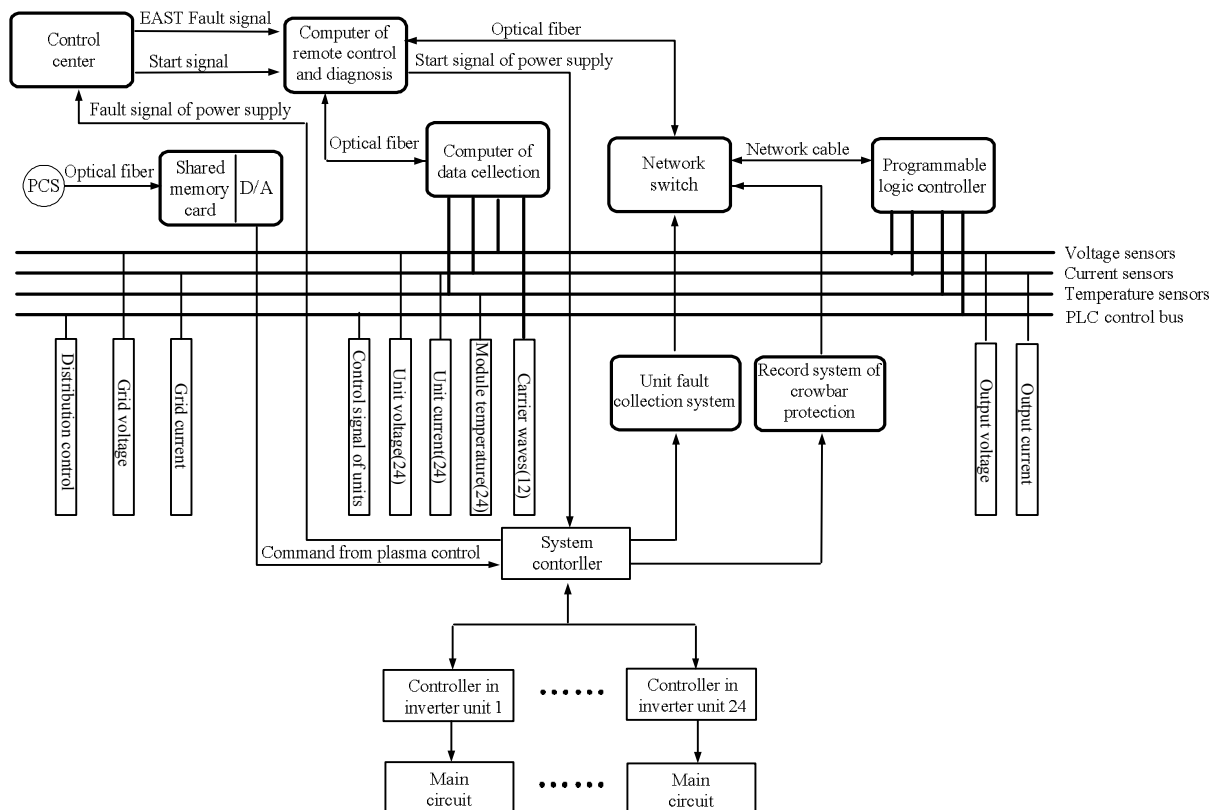 EAST Fault signal
Control
center
Start signal
Computer of
remote control
and diagnosis
Optical fiber
Start signal of power supply
Fault signal of power supply
Optical fiber
Computer of
data cellection
Network
switch
Network cable
Programmable
logic controller
PCS
Optical fiber
Shared
memory
card
D/A
Voltage sensors
Current sensors
Temperature sensors
PLC control bus
Distribution control
Grid voltage
Grid current
Control signal of units
Unit voltage(24)
Unit current(24)
Module temperature(24)
Carrier waves(12)
Unit fault
collection system
Record system of
crowbar
protection
Output voltage
Output current
Command from plasma control
System
contorller
Controller in
inverter unit 1
Controller in
inverter unit 24
Main
circuit
Main
circuit